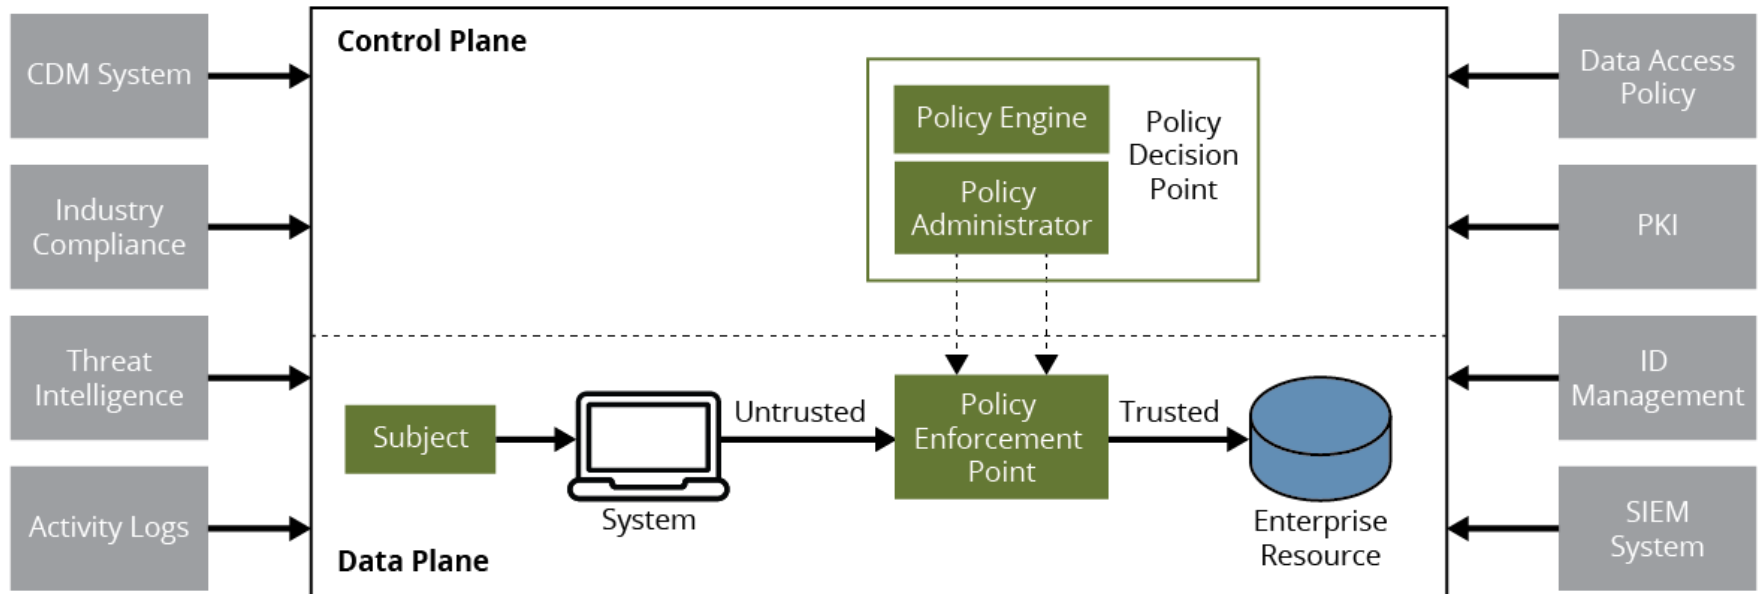 CDM System
Industry
Compliance
Threat
Intelligence
Activity Logs
Control Plane
Policy Engine
Policy
Administrator
Policy
Decision
Point
Subject
System
Untrusted
Policy
Enforcement
Point
Trusted
Enterprise
Resource
Data Plane
Data Access
Policy
PKI
ID
Management
SIEM
System